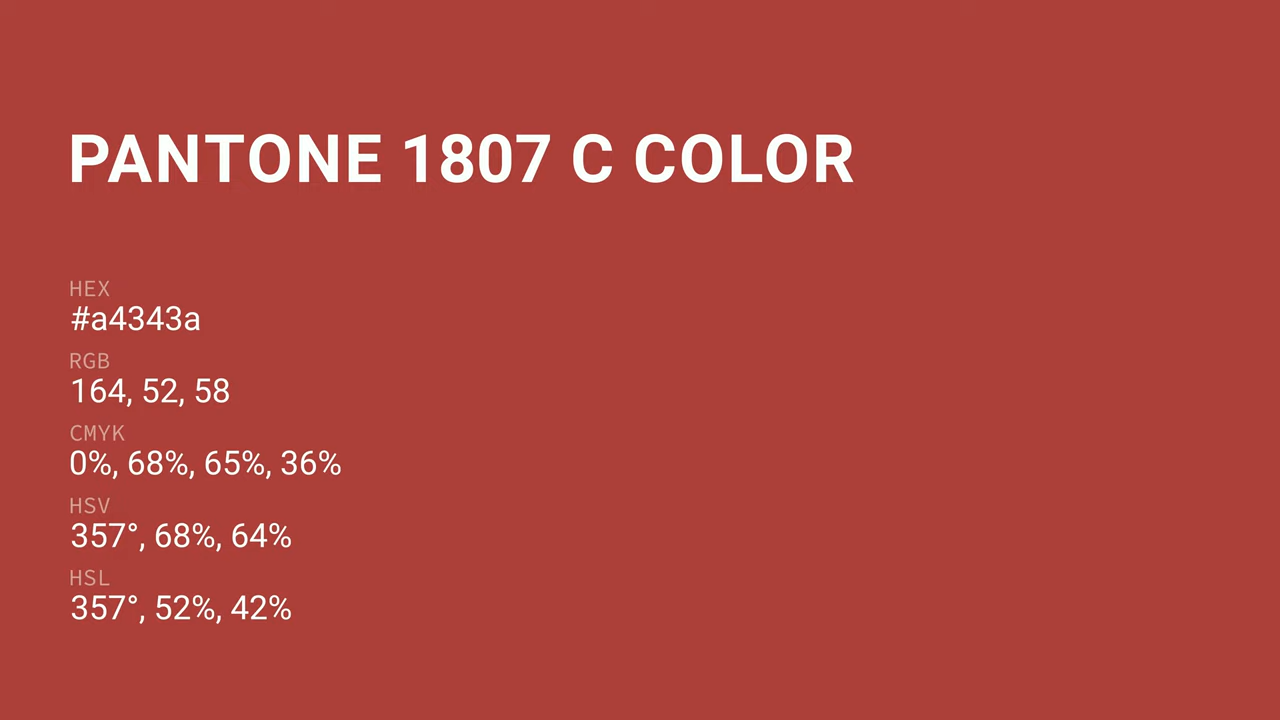 PANTONE 1807 C COLOR
HEX
#a4343a
RGB
164, 52, 58
CMYK
0%, 68%, 65%, 36%
HSV
357°, 68%, 64%
HSL
357°, 52%, 42%